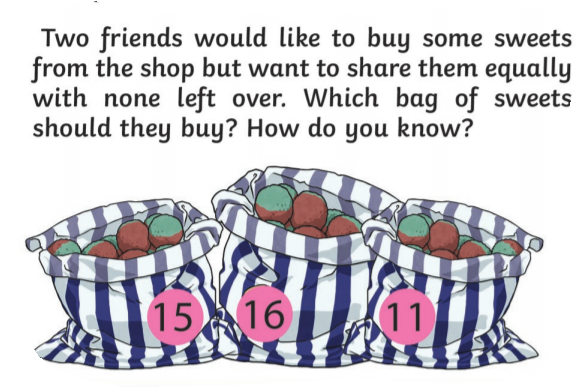 Two friends would like to buy some sweets
from the shop but want to share them equally
with none left over. Which bag of sweets
should they buy? How do you know?
15 16 11